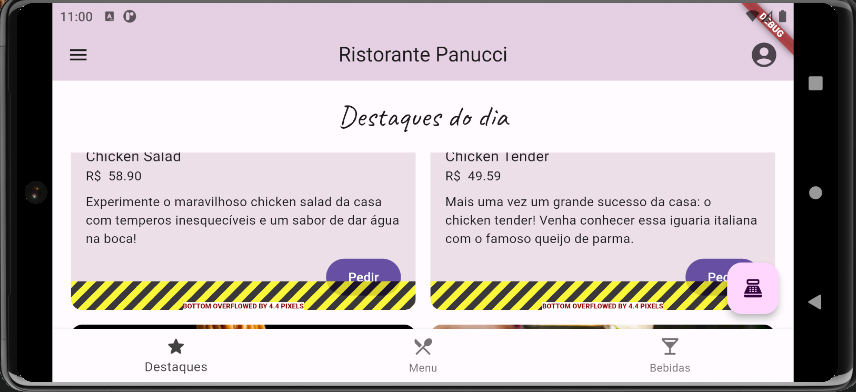 11:00
DEBUG
Ristorante Panucci
Destaques do dia
Chicken Salad
R$ 58.90
Experimente o maravilhoso chicken salad da casa
com temperos inesquecíveis e um sabor de dar água
na boca!
Pedir
BOTTOM OVERFLOWED BY 4.4 PIXELS
Chicken Tender
R$ 49.59
Mais uma vez um grande sucesso da casa: o
chicken tender! Venha conhecer essa iguaria italiana
com o famoso queijo de parma.
BOTTOM OVERFLOWED BY 4.4 PIXELS
Destaques
Menu
Bebidas